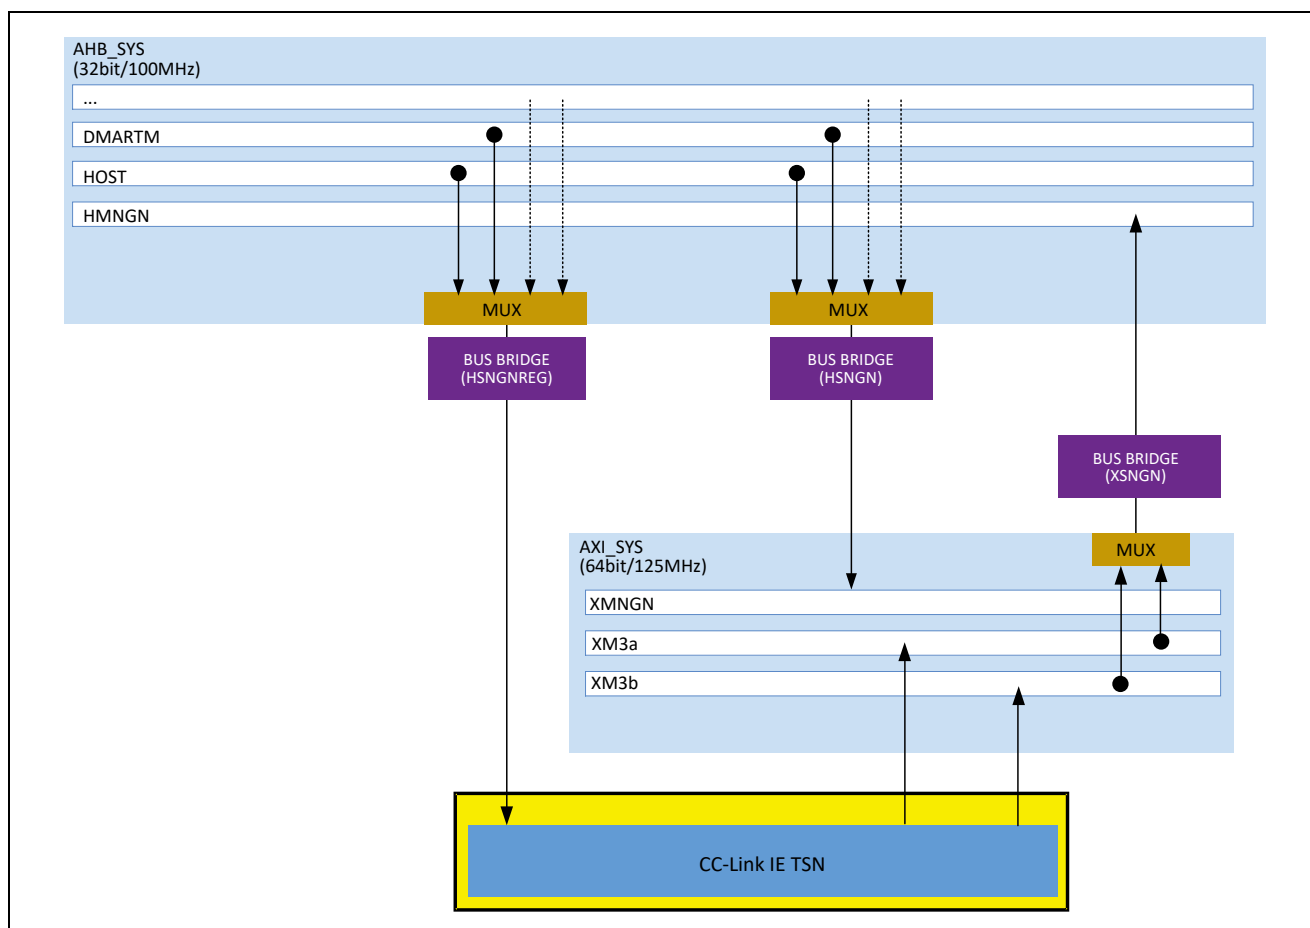 AHB_SYS
(32bit/100MHz)
...
DMARTM
HOST
HMNGN
MUX
MUX
BUS BRIDGE
(HSNGNREG)
BUS BRIDGE
(HSNGN)
BUS BRIDGE
(XSNGN)
MUX
AXI_SYS
(64bit/125MHz)
XMNGN
XM3a
XM3b
CC-Link IE TSN